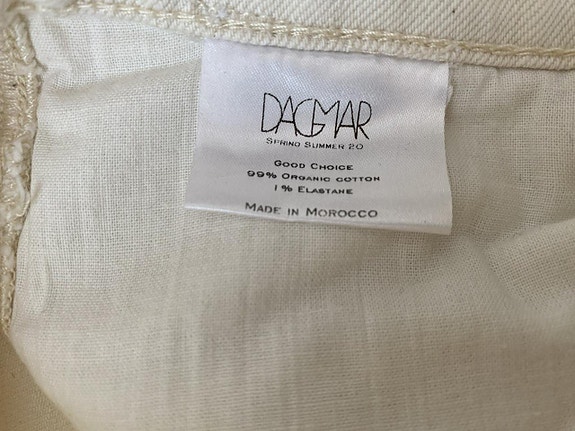 DAGMAR
SPRING SUMMER 20
GOOD CHOICE
99% ORGANIC COTTON
1% ELASTANE
MADE IN MOROCCO